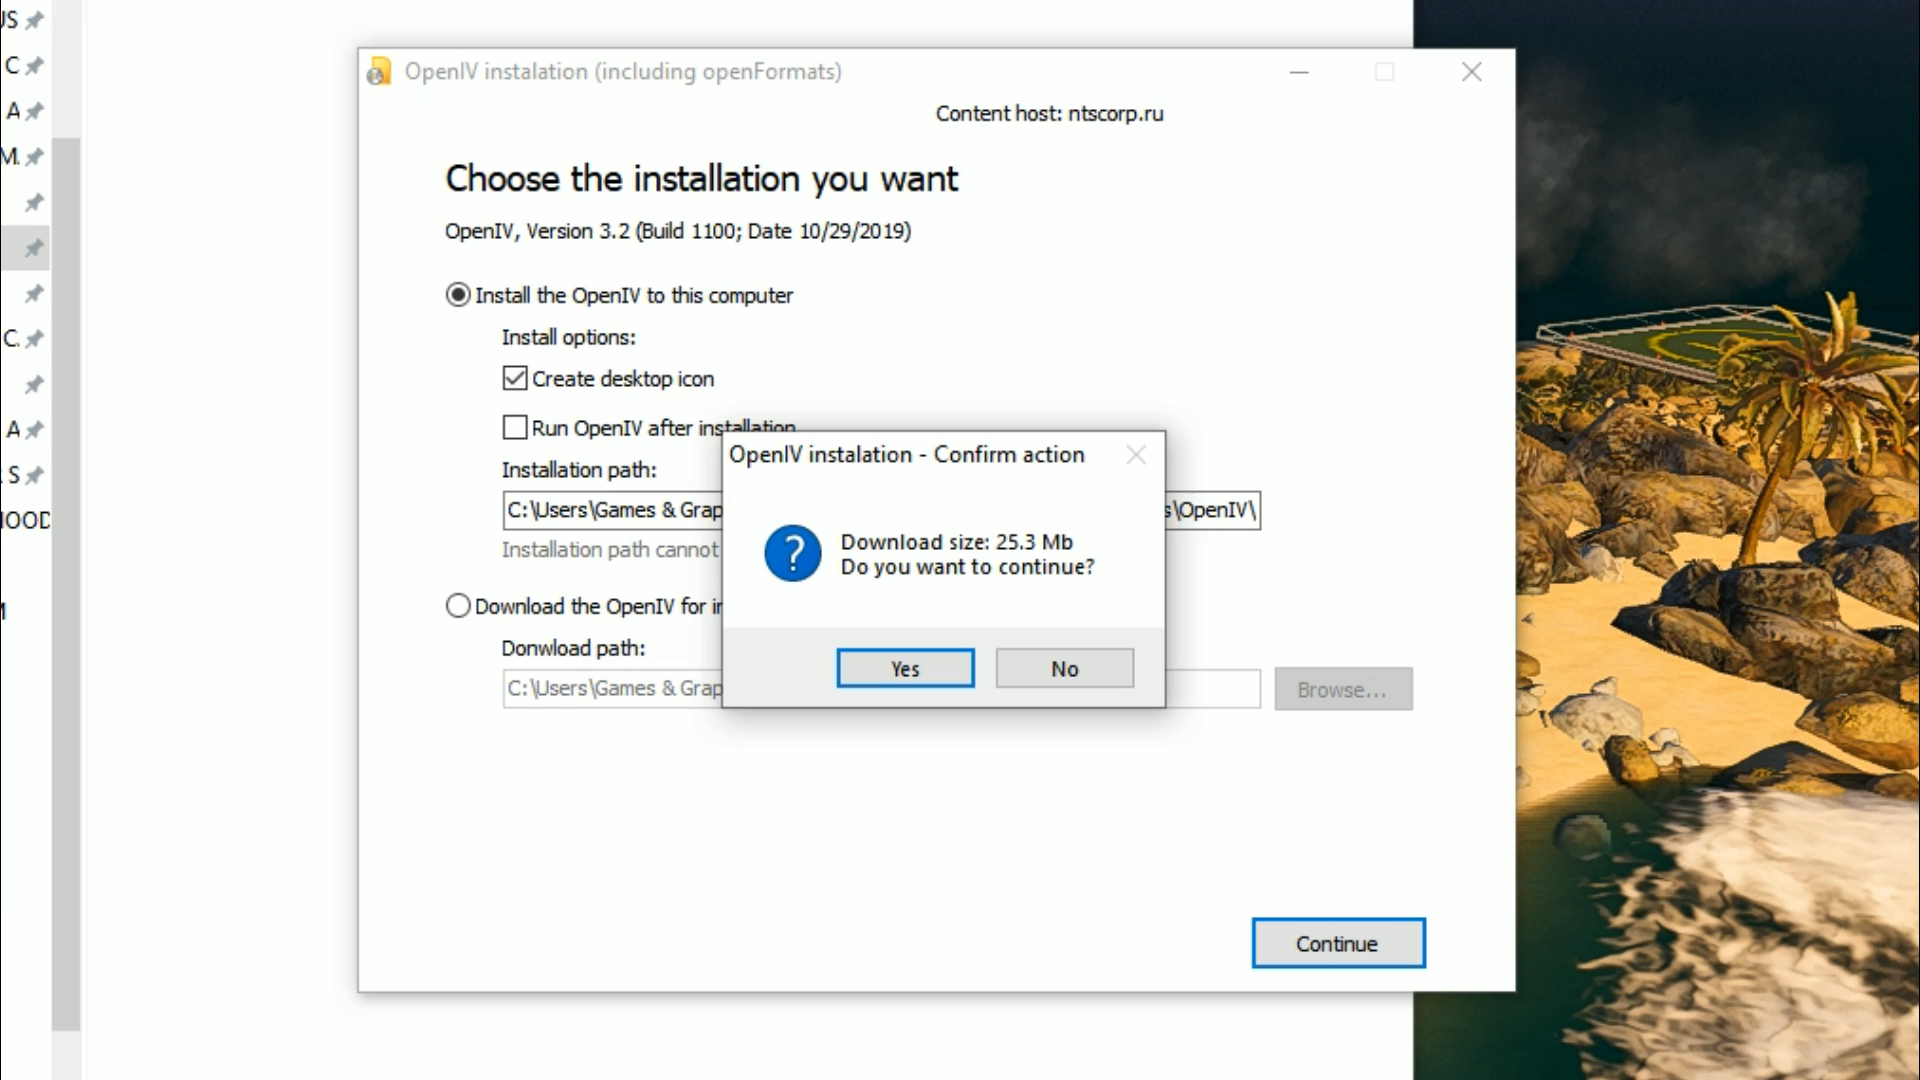 US
C
A
M.
C.
A
S
OpenIV instalation (including openFormats)
Content host: ntscorp.ru
Choose the installation you want
OpenIV, Version 3.2 (Build 1100; Date 10/29/2019)
Install the OpenIV to this computer
Install options:
Create desktop icon
Run OpenIV after installation
Installation path:
C:\Users\Games & Grap
s\OpenIV\
Installation path cannot
Download the OpenIV for in
Donwload path:
C:\Users\Games & Grap
Browse...
OpenIV instalation - Confirm action
?
Download size: 25.3 Mb
Do you want to continue?
Yes
No
Continue